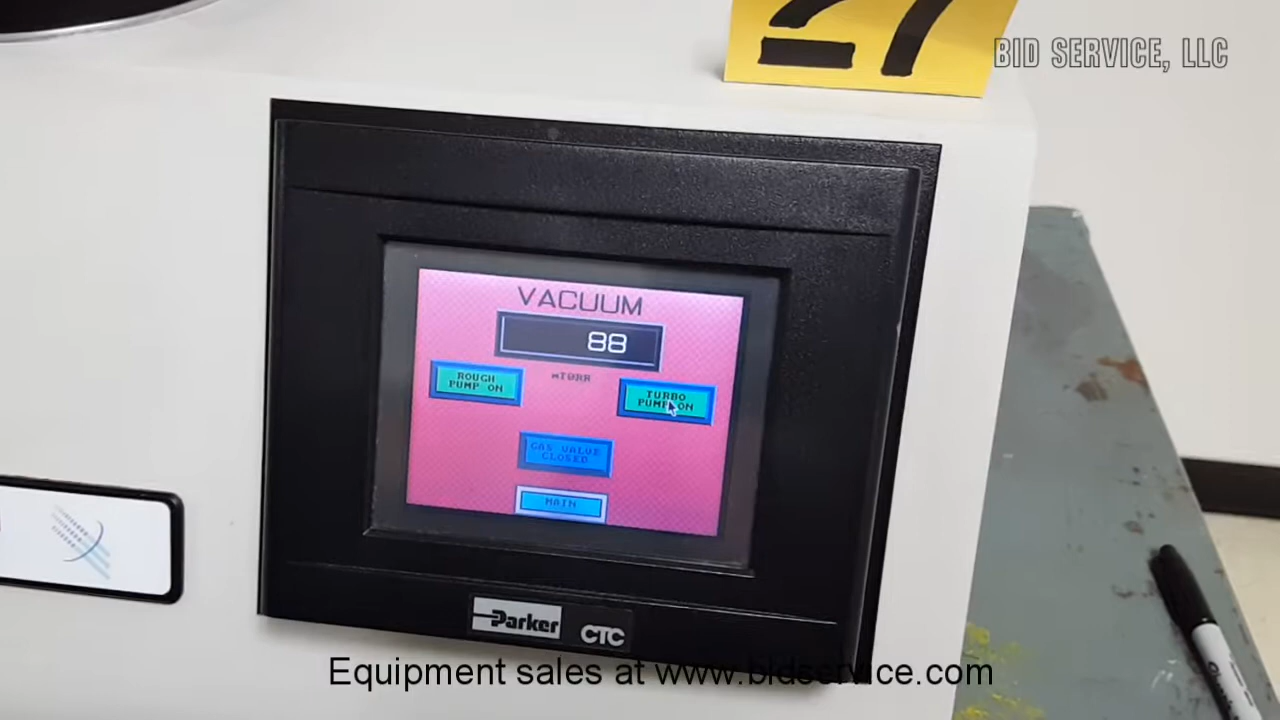 27
BID SERVICE, LLC
VACUUM
88
mTORR
ROUGH
PUMP ON
TURBO
PUMP ON
GAS VALVE
CLOSED
MAIN
Parker
CTC
Equipment sales at www.bidservice.com